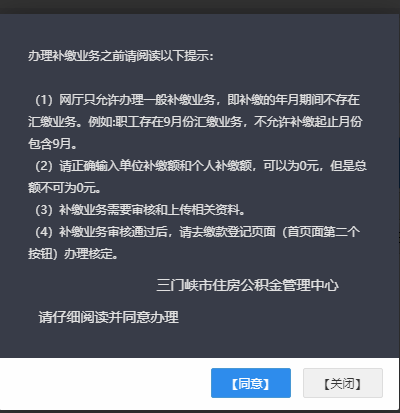 办理补缴业务之前请阅读以下提示：
（1）网厅只允许办理一般补缴业务，即补缴的年月期间不存在
汇缴业务。例如:职工存在9月份汇缴业务，不允许补缴起止月份
包含9月。
（2）请正确输入单位补缴额和个人补缴额，可以为0元，但是总
额不可为0元。
（3）补缴业务需要审核和上传相关资料。
（4）补缴业务审核通过后，请去缴款登记页面（首页面第二个
按钮）办理核定。
三门峡市住房公积金管理中心
请仔细阅读并同意办理
【同意】
【关闭】